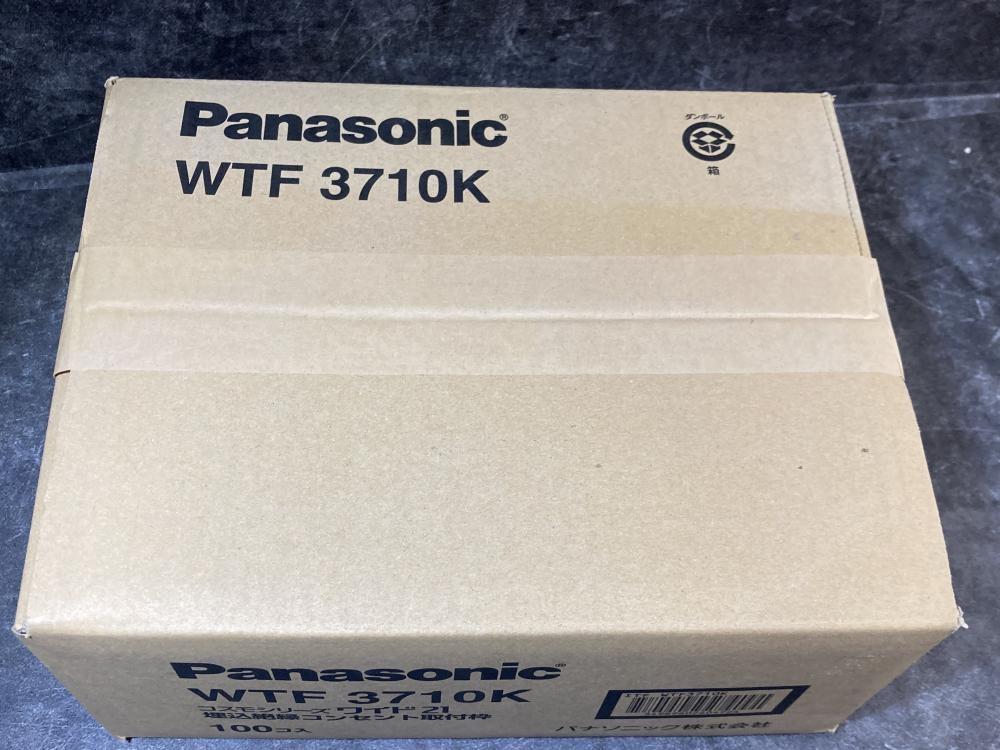 Panasonic®
WTF 3710K
ダンボール
箱
Panasonic®
WTF 3710K
コスモシリーズ ワイド21
埋込絶縁コンセント取付枠
100コ入
パナソニック株式会社